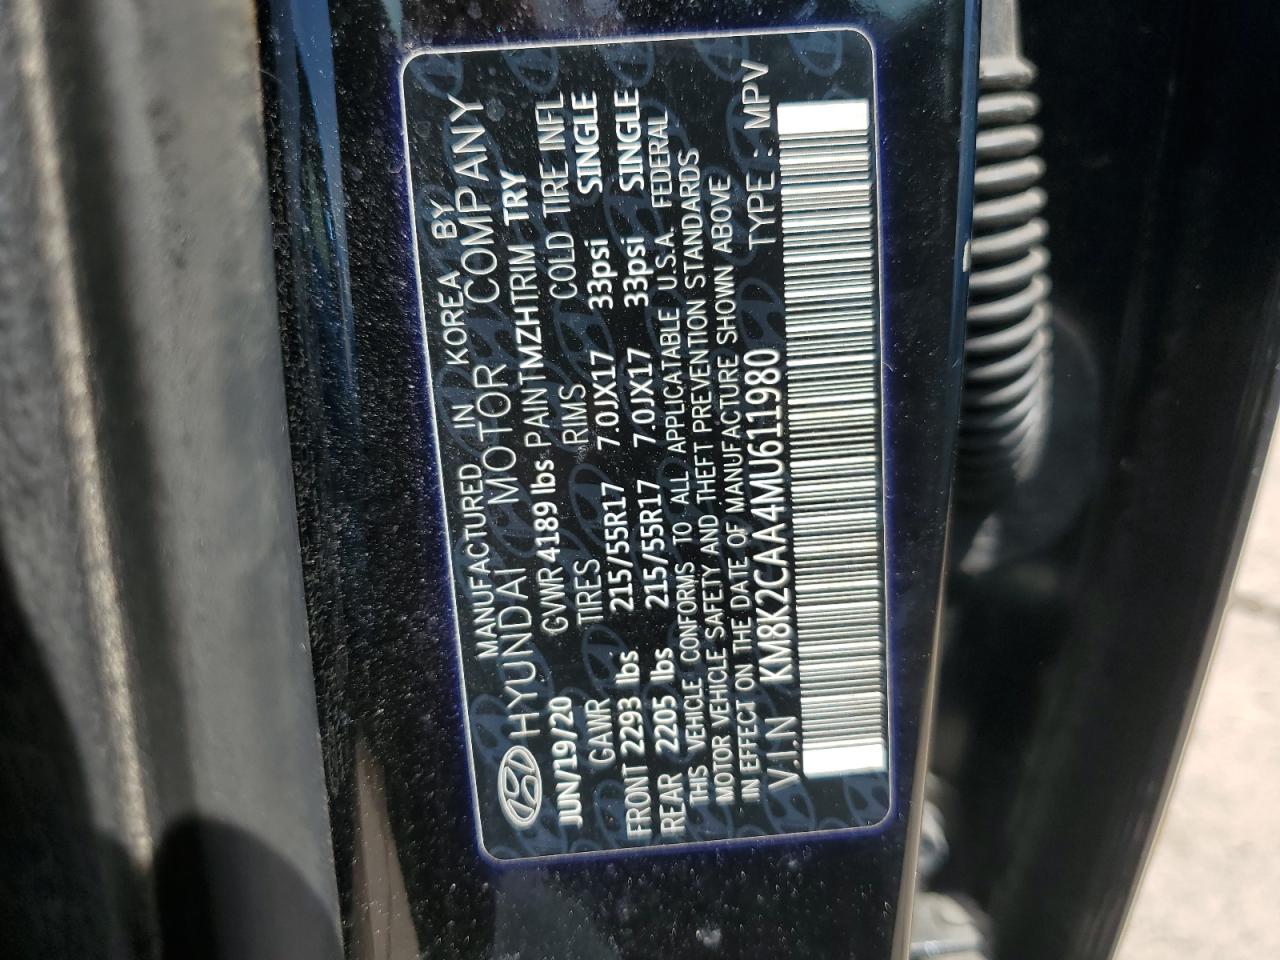 MANUFACTURED IN KOREA BY
HYUNDAI MOTOR COMPANY
JUN/19/20 GVWR 4189 lbs PAINT MZH TRIM TRY
GAWR TIRES RIMS COLD TIRE INFL
FRONT 2293 lbs 215/55R17 7.0JX17 33psi SINGLE
REAR 2205 lbs 215/55R17 7.0JX17 33psi SINGLE
THIS VEHICLE CONFORMS TO ALL APPLICATABLE U.S.A. FEDERAL
MOTOR VEHICLE SAFETY AND THEFT PREVENTION STANDARDS
IN EFFECT ON THE DATE OF MANUFACTURE SHOWN ABOVE
V.I.N KM8K2CAA4MU611980 TYPE : MPV